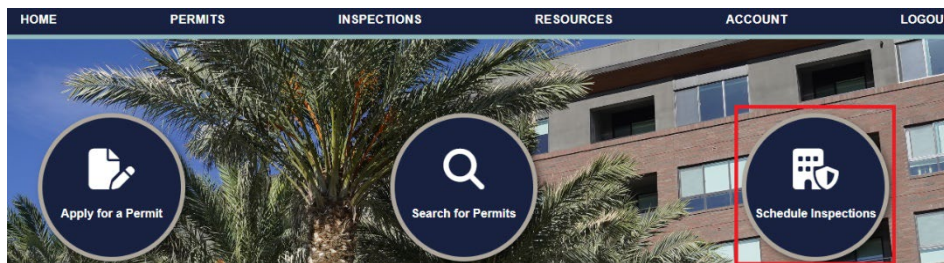 HOME PERMITS INSPECTIONS RESOURCES ACCOUNT LOGOU
Apply for a Permit Search for Permits Schedule Inspections